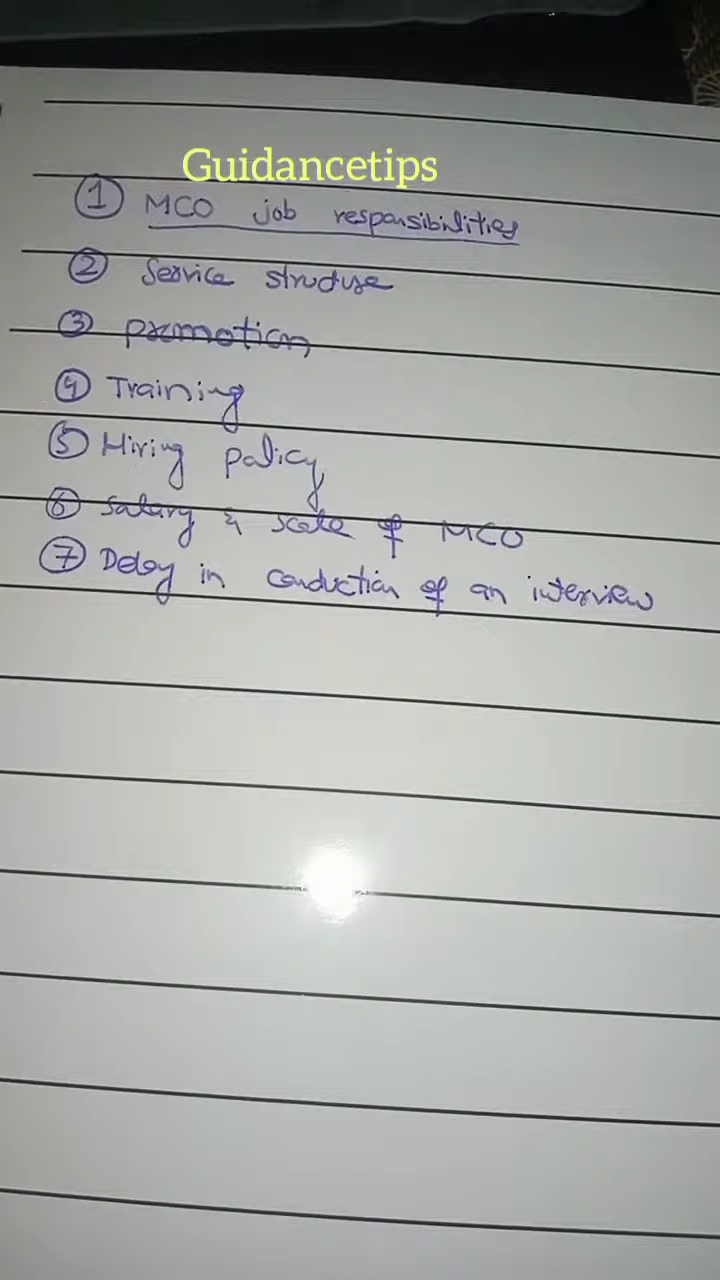 Guidancetips
① MCO job responsibilities
② Service structure
③ promotion
④ Training
⑤ Hiring policy
⑥ Salary & scale of MCO
⑦ Delay in conduction of an interview